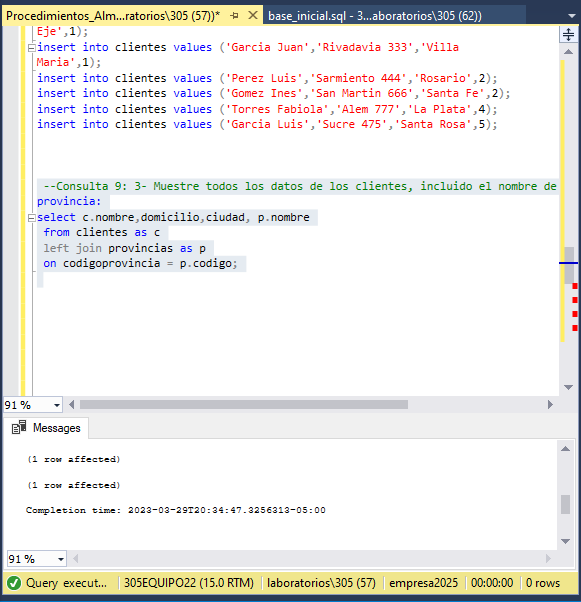 Procedimientos_Alm...ratorios\305 (57))*
base_inicial.sql - 3...aboratorios\305 (62))
Eje',1);
insert into clientes values ('Garcia Juan','Rivadavia 333','Villa
Maria',1);
insert into clientes values ('Perez Luis','Sarmiento 444','Rosario',2);
insert into clientes values ('Gomez Ines','San Martin 666','Santa Fe',2);
insert into clientes values ('Torres Fabiola','Alem 777','La Plata',4);
insert into clientes values ('Garcia Luis','Sucre 475','Santa Rosa',5);
--Consulta 9: 3- Muestre todos los datos de los clientes, incluido el nombre de
provincia:
select c.nombre,domicilio,ciudad, p.nombre
from clientes as c
left join provincias as p
on codigoprovincia = p.codigo;
91 %
Messages
(1 row affected)
(1 row affected)
Completion time: 2023-03-29T20:34:47.3256313-05:00
91 %
Query execut... 305EQUIPO22 (15.0 RTM) laboratorios\305 (57) empresa2025 00:00:00 0 rows